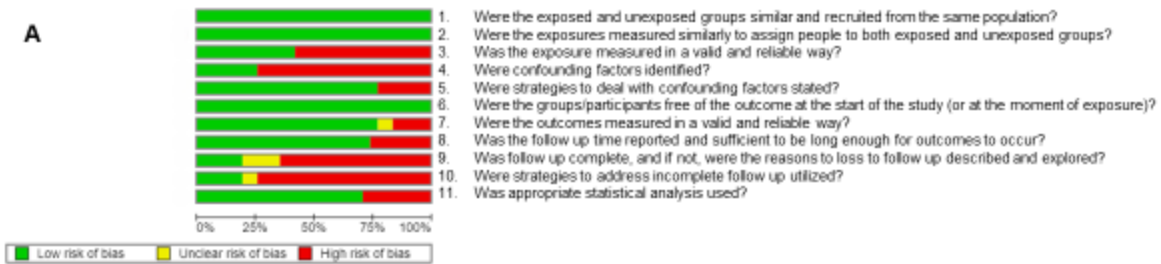 A
1. Were the exposed and unexposed groups similar and recruited from the same population?
2. Were the exposures measured similarly to assign people to both exposed and unexposed groups?
3. Was the exposure measured in a valid and reliable way?
4. Were confounding factors identified?
5. Were strategies to deal with confounding factors stated?
6. Were the groups/participants free of the outcome at the start of the study (or at the moment of exposure)?
7. Were the outcomes measured in a valid and reliable way?
8. Was the follow up time reported and sufficient to be long enough for outcomes to occur?
9. Was follow up complete, and if not, were the reasons to loss to follow up described and explored?
10. Were strategies to address incomplete follow up utilized?
11. Was appropriate statistical analysis used?
0% 25% 50% 75% 100%
Low risk of bias Unclear risk of bias High risk of bias